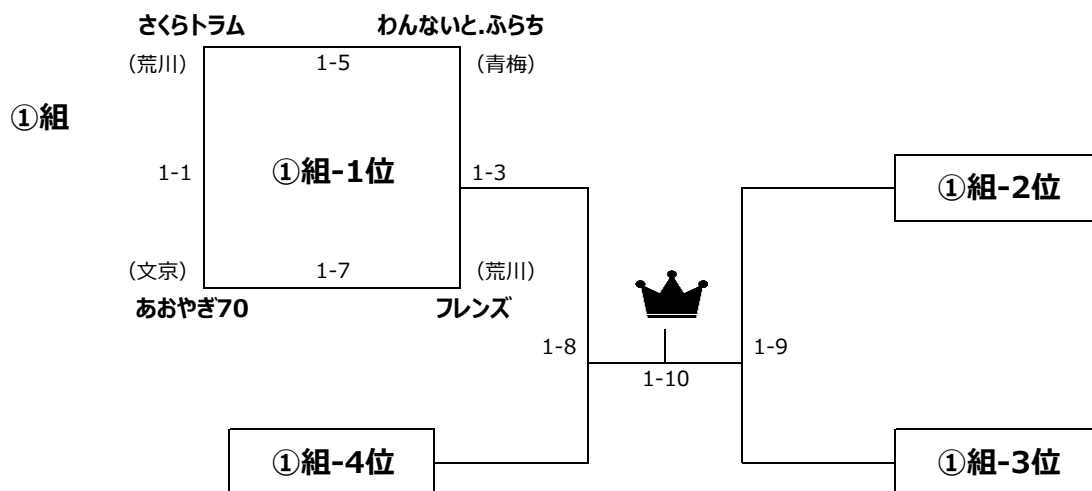 さくらトラム わんないと.ふらち
（荒川） 1-5 （青梅）
①組
1-1 ①組-1位 1-3
①組-2位
（文京） 1-7 （荒川）
あおやぎ70 フレンズ
1-8 1-9
1-10
①組-4位 ①組-3位